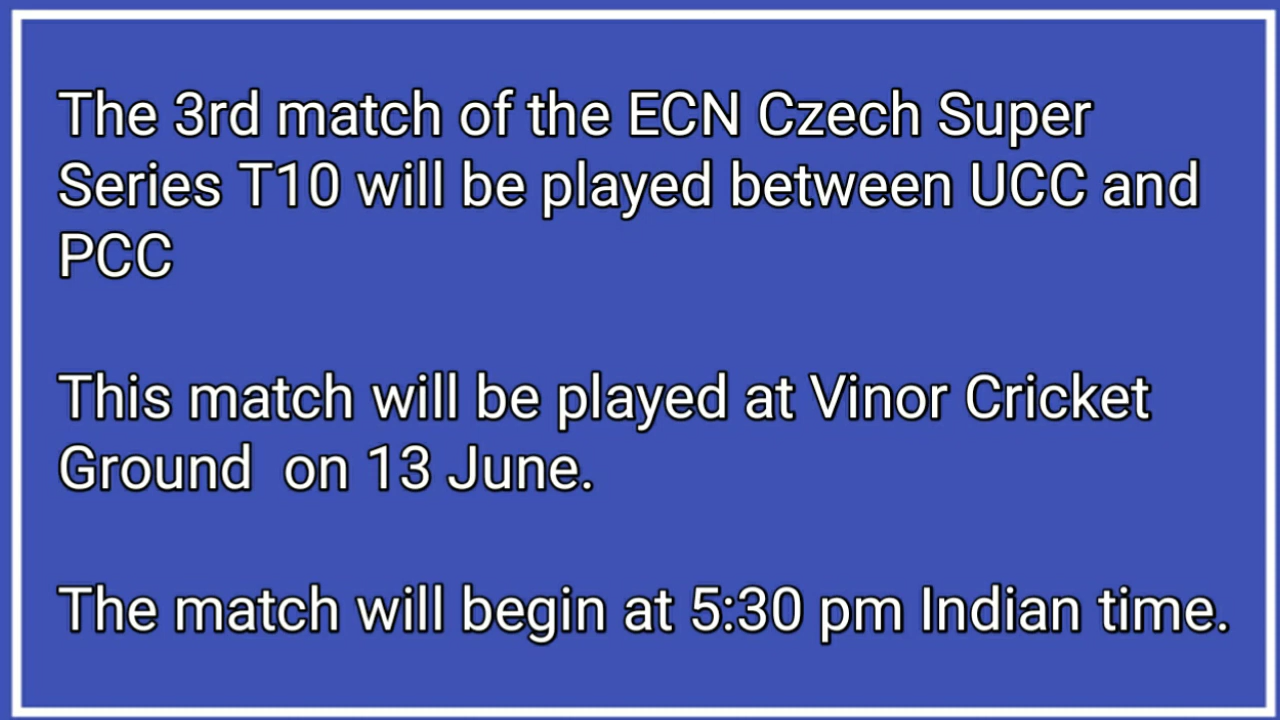 The 3rd match of the ECN Czech Super
Series T10 will be played between UCC and
PCC
This match will be played at Vinor Cricket
Ground  on 13 June.
The match will begin at 5:30 pm Indian time.